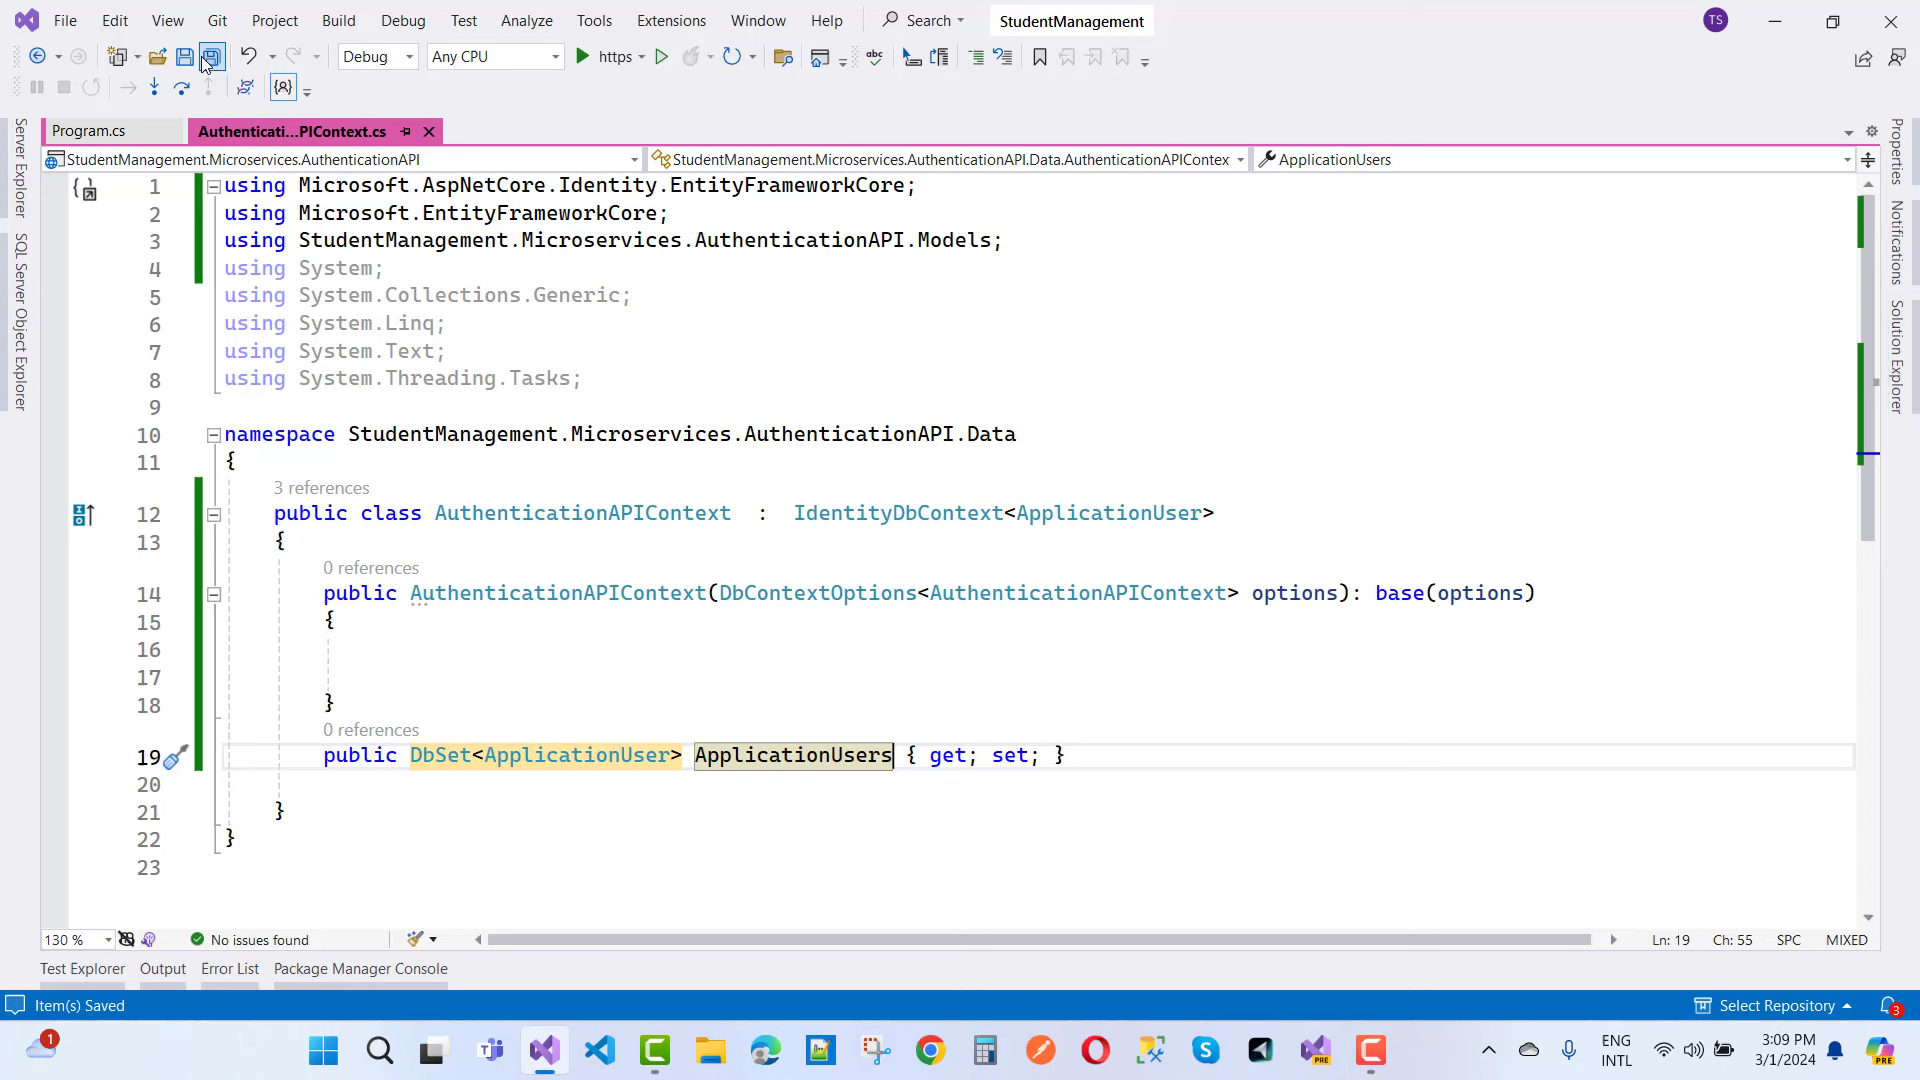 File Edit View Git Project Build Debug Test Analyze Tools Extensions Window Help Search StudentManagement TS
Debug Any CPU https
Program.cs Authenticati...PIContext.cs
StudentManagement.Microservices.AuthenticationAPI StudentManagement.Microservices.AuthenticationAPI.Data.AuthenticationAPIContex ApplicationUsers
Server Explorer
SQL Server Object Explorer
Properties
Notifications
Solution Explorer
1 using Microsoft.AspNetCore.Identity.EntityFrameworkCore;
2 using Microsoft.EntityFrameworkCore;
3 using StudentManagement.Microservices.AuthenticationAPI.Models;
4 using System;
5 using System.Collections.Generic;
6 using System.Linq;
7 using System.Text;
8 using System.Threading.Tasks;
9
10 namespace StudentManagement.Microservices.AuthenticationAPI.Data
11 {
3 references
12 public class AuthenticationAPIContext : IdentityDbContext<ApplicationUser>
13 {
0 references
14 public AuthenticationAPIContext(DbContextOptions<AuthenticationAPIContext> options): base(options)
15 {
16
17
18 }
0 references
19 public DbSet<ApplicationUser> ApplicationUsers { get; set; }
20
21 }
22 }
23
130 % No issues found Ln: 19 Ch: 55 SPC MIXED
Test Explorer Output Error List Package Manager Console
Item(s) Saved Select Repository 3
1 PRE ENG 3:09 PM PRE
INTL 3/1/2024